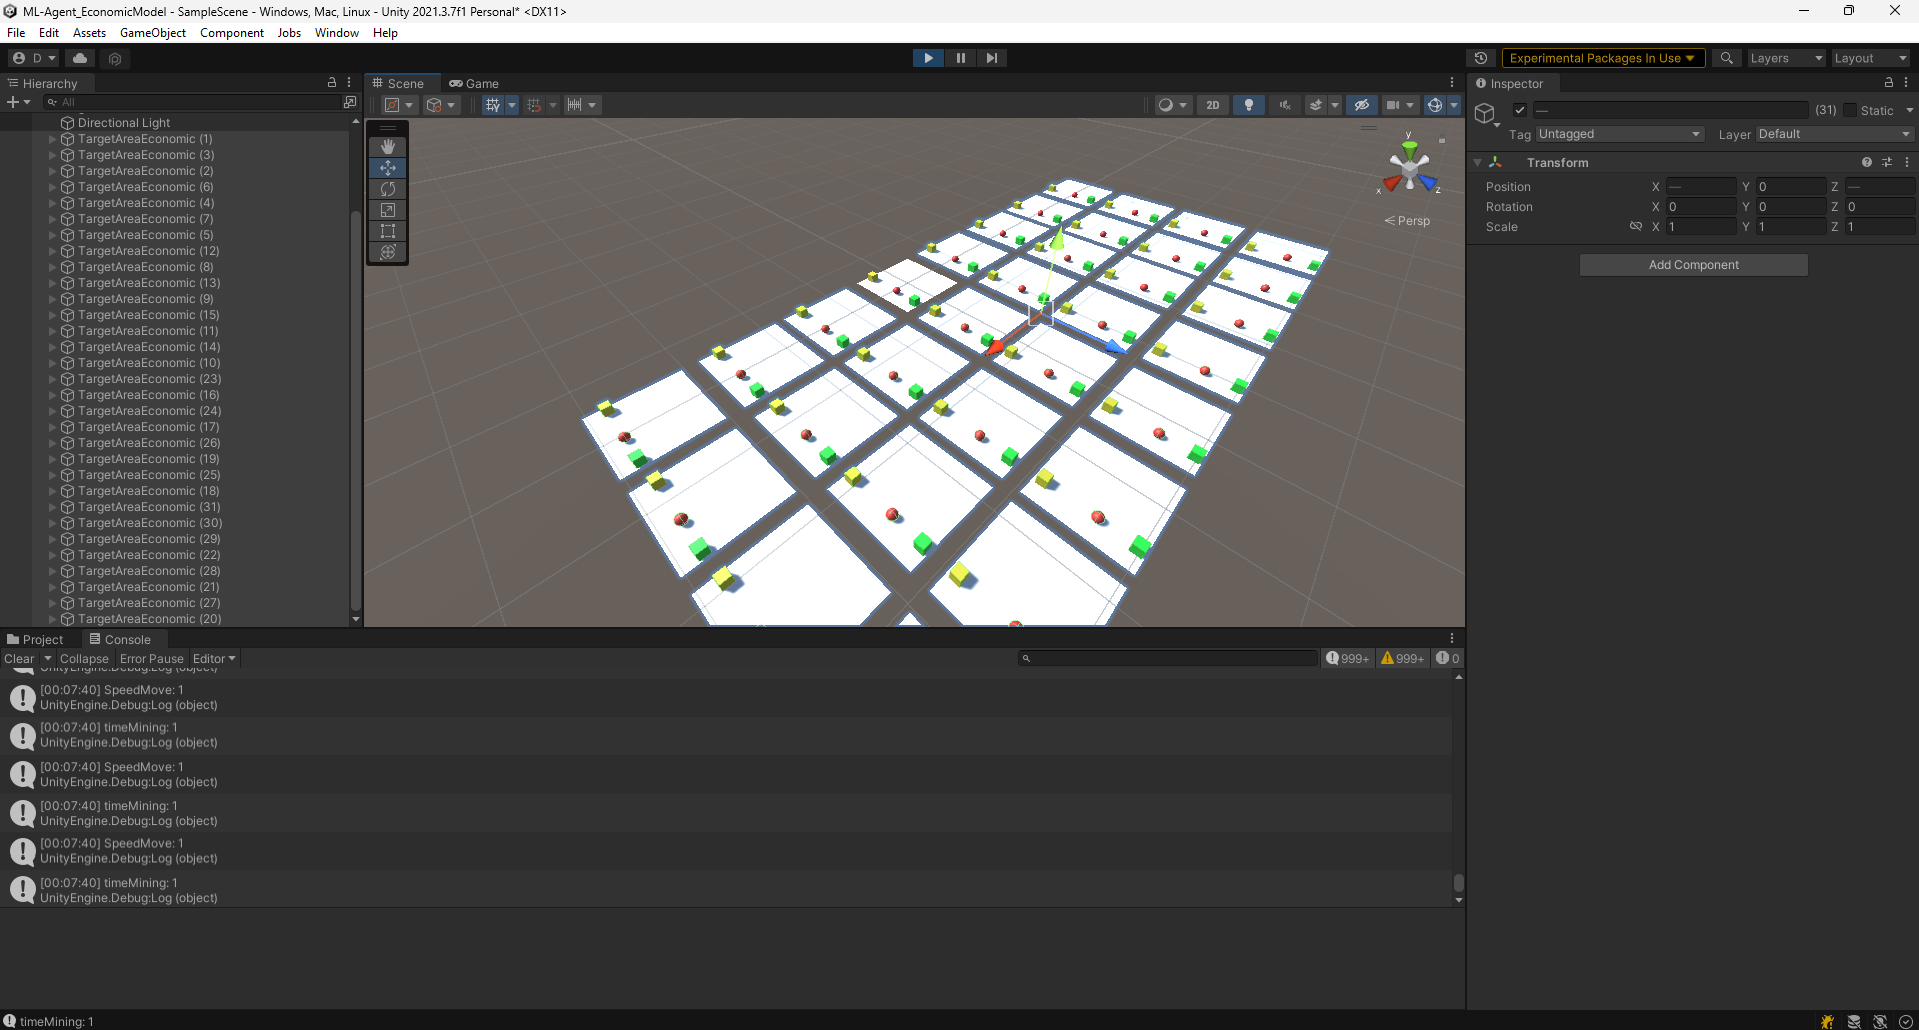 ML-Agent_EconomicModel - SampleScene - Windows, Mac, Linux - Unity 2021.3.7f1 Personal* <DX11>
File Edit Assets GameObject Component Jobs Window Help
D
Experimental Packages In Use
Layers
Layout
Hierarchy
All
Directional Light
TargetAreaEconomic (1)
TargetAreaEconomic (3)
TargetAreaEconomic (2)
TargetAreaEconomic (6)
TargetAreaEconomic (4)
TargetAreaEconomic (7)
TargetAreaEconomic (5)
TargetAreaEconomic (12)
TargetAreaEconomic (8)
TargetAreaEconomic (13)
TargetAreaEconomic (9)
TargetAreaEconomic (15)
TargetAreaEconomic (11)
TargetAreaEconomic (14)
TargetAreaEconomic (10)
TargetAreaEconomic (23)
TargetAreaEconomic (16)
TargetAreaEconomic (24)
TargetAreaEconomic (17)
TargetAreaEconomic (26)
TargetAreaEconomic (19)
TargetAreaEconomic (25)
TargetAreaEconomic (18)
TargetAreaEconomic (31)
TargetAreaEconomic (30)
TargetAreaEconomic (29)
TargetAreaEconomic (22)
TargetAreaEconomic (28)
TargetAreaEconomic (21)
TargetAreaEconomic (27)
TargetAreaEconomic (20)
Scene Game
2D
y
x z
< Persp
Inspector
— (31) Static
Tag Untagged Layer Default
Transform
Position X — Y 0 Z —
Rotation X 0 Y 0 Z 0
Scale X 1 Y 1 Z 1
Add Component
Project Console
Clear Collapse Error Pause Editor 999+ 999+ 0
UnityEngine.Debug:Log (object)
[00:07:40] SpeedMove: 1
UnityEngine.Debug:Log (object)
[00:07:40] timeMining: 1
UnityEngine.Debug:Log (object)
[00:07:40] SpeedMove: 1
UnityEngine.Debug:Log (object)
[00:07:40] timeMining: 1
UnityEngine.Debug:Log (object)
[00:07:40] SpeedMove: 1
UnityEngine.Debug:Log (object)
[00:07:40] timeMining: 1
UnityEngine.Debug:Log (object)
timeMining: 1